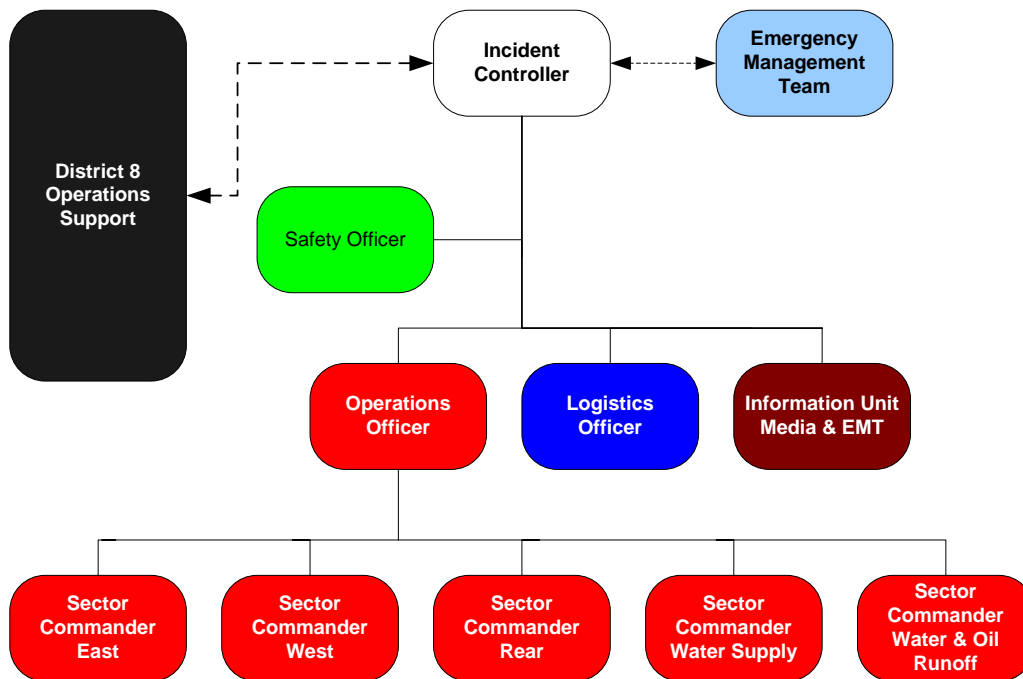 Incident
Controller
Emergency
Management
Team
District 8
Operations
Support
Safety Officer
Operations
Officer
Logistics
Officer
Information Unit
Media & EMT
Sector
Commander
East
Sector
Commander
West
Sector
Commander
Rear
Sector
Commander
Water Supply
Sector
Commander
Water & Oil
Runoff